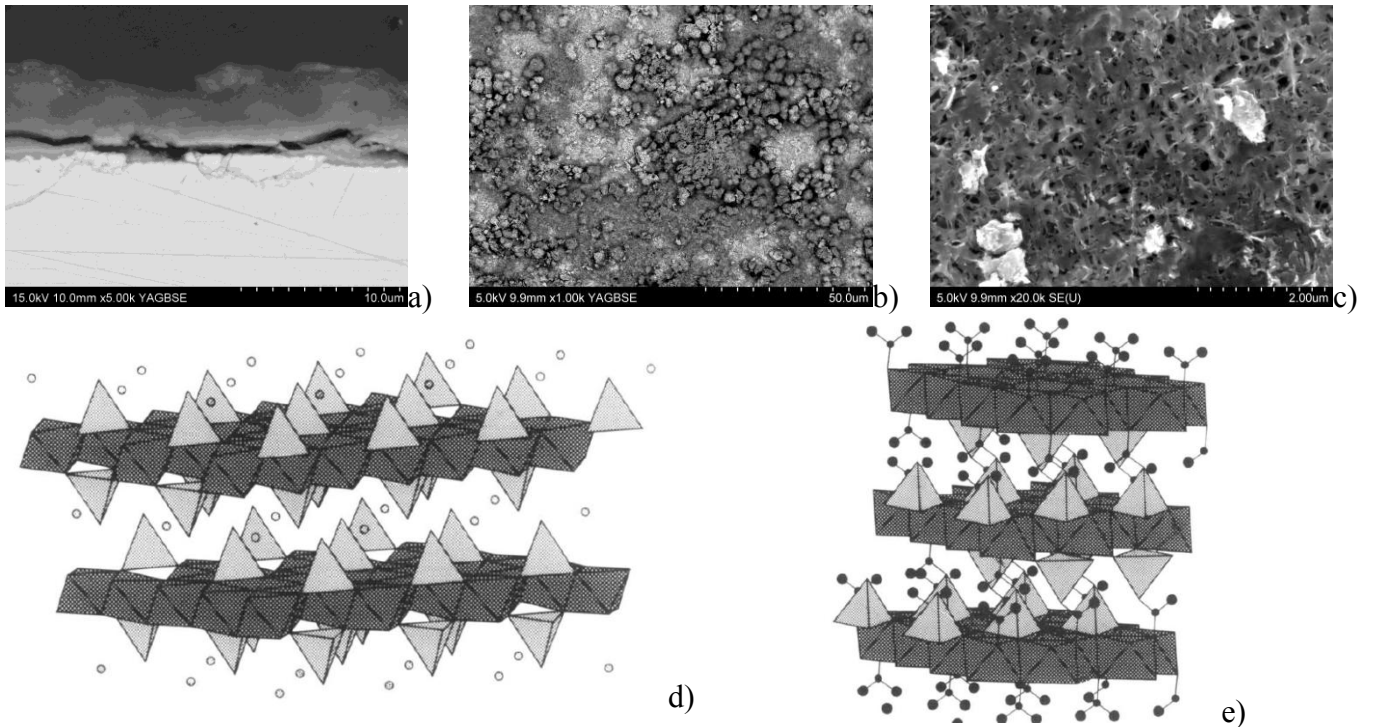 15.0kV 10.0mm x5.00k YAGBSE 10.0um
a)
5.0kV 9.9mm x1.00k YAGBSE 50.0um
b)
5.0kV 9.9mm x20.0k SE(U) 2.00um
c)
d)
e)